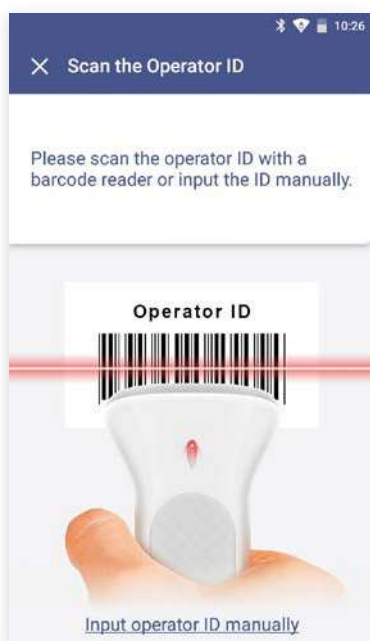 10:26
Scan the Operator ID
Please scan the operator ID with a
barcode reader or input the ID manually.
Operator ID
Input operator ID manually